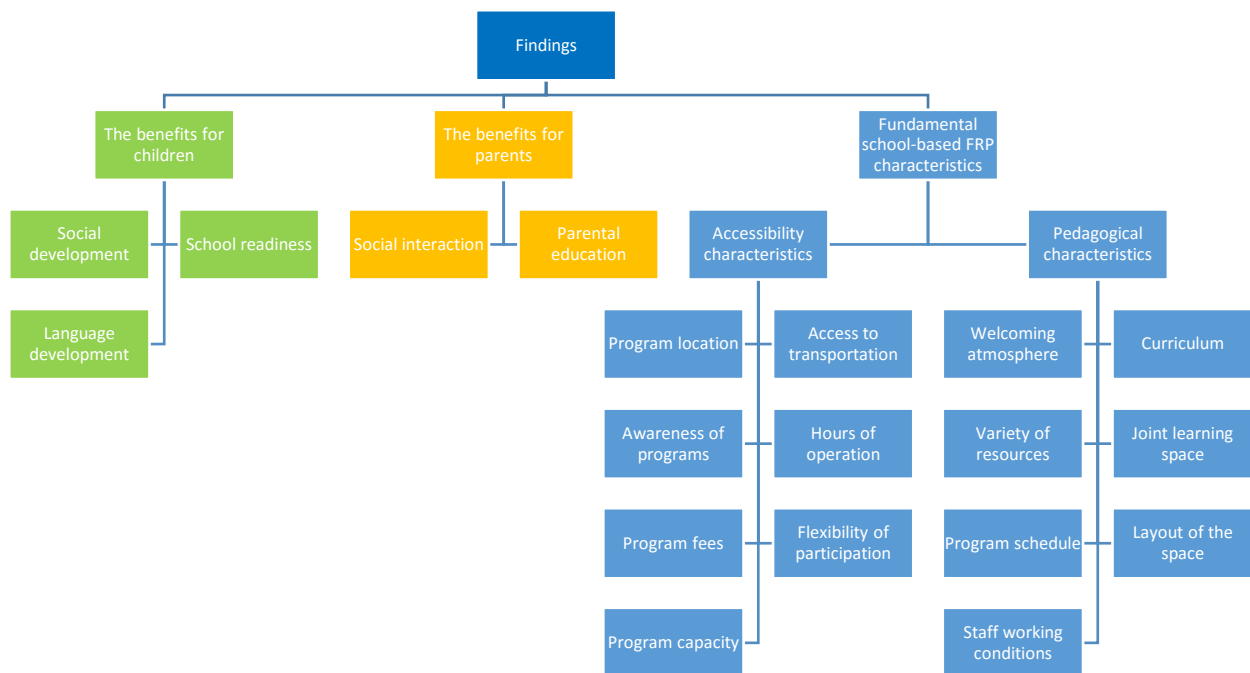 Findings
The benefits for
children
The benefits for
parents
Fundamental
school-based FRP
characteristics
Social
development
School readiness
Language
development
Social interaction
Parental
education
Accessibility
characteristics
Pedagogical
characteristics
Program location
Access to
transportation
Awareness of
programs
Hours of
operation
Program fees
Flexibility of
participation
Program capacity
Welcoming
atmosphere
Curriculum
Variety of
resources
Joint learning
space
Program schedule
Layout of the
space
Staff working
conditions